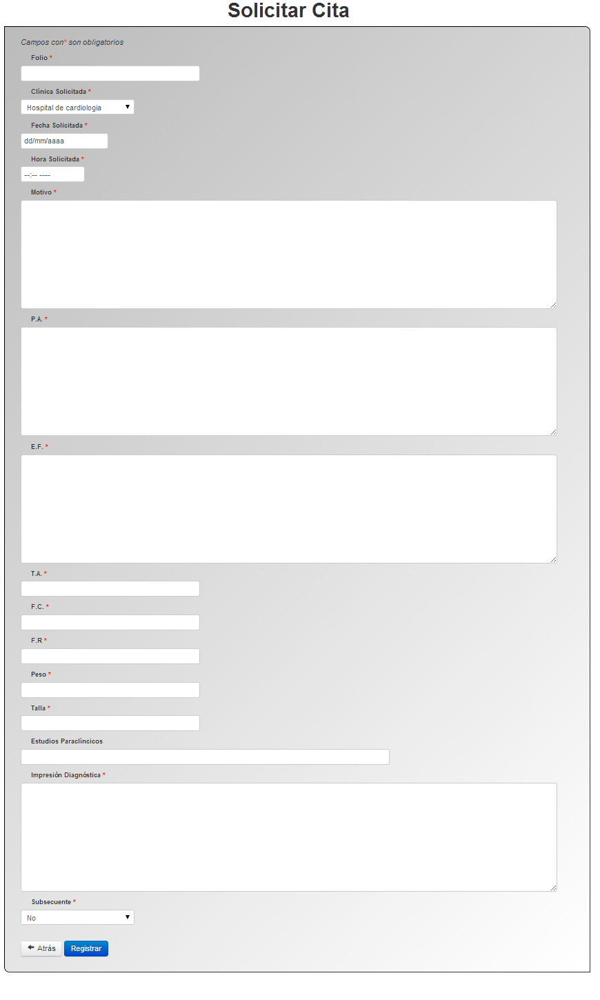 Solicitar Cita
Campos con* son obligatorios
Folio *
Clínica Solicitada *
Hospital de cardiologia
Fecha Solicitada *
dd/mm/aaaa
Hora Solicitada *
--:-- ----
Motivo *
P.A. *
E.F. *
T.A. *
F.C. *
F.R *
Peso *
Talla *
Estudios Paraclíncicos
Impresión Diagnóstica *
Subsecuente *
No
Atrás Registrar